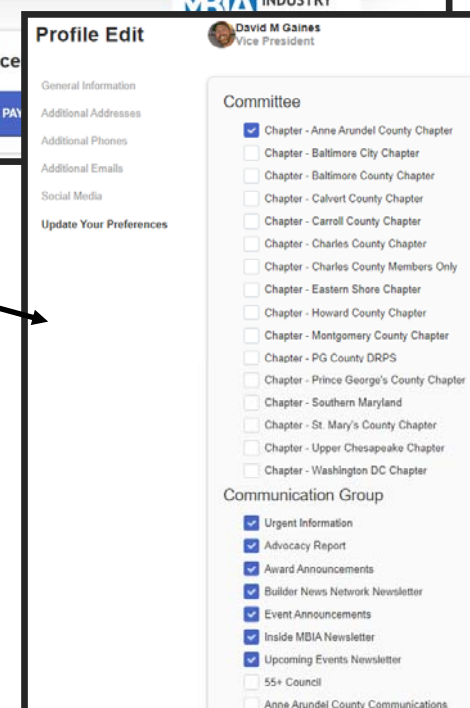 MBIA INDUSTRY
Profile Edit
David M Gaines
Vice President
ce
PAY
General Information
Additional Addresses
Additional Phones
Additional Emails
Social Media
Update Your Preferences
Committee
Chapter - Anne Arundel County Chapter
Chapter - Baltimore City Chapter
Chapter - Baltimore County Chapter
Chapter - Calvert County Chapter
Chapter - Carroll County Chapter
Chapter - Charles County Chapter
Chapter - Charles County Members Only
Chapter - Eastern Shore Chapter
Chapter - Howard County Chapter
Chapter - Montgomery County Chapter
Chapter - PG County DRPS
Chapter - Prince George's County Chapter
Chapter - Southern Maryland
Chapter - St. Mary's County Chapter
Chapter - Upper Chesapeake Chapter
Chapter - Washington DC Chapter
Communication Group
Urgent Information
Advocacy Report
Award Announcements
Builder News Network Newsletter
Event Announcements
Inside MBIA Newsletter
Upcoming Events Newsletter
55+ Council
Anne Arundel County Communications